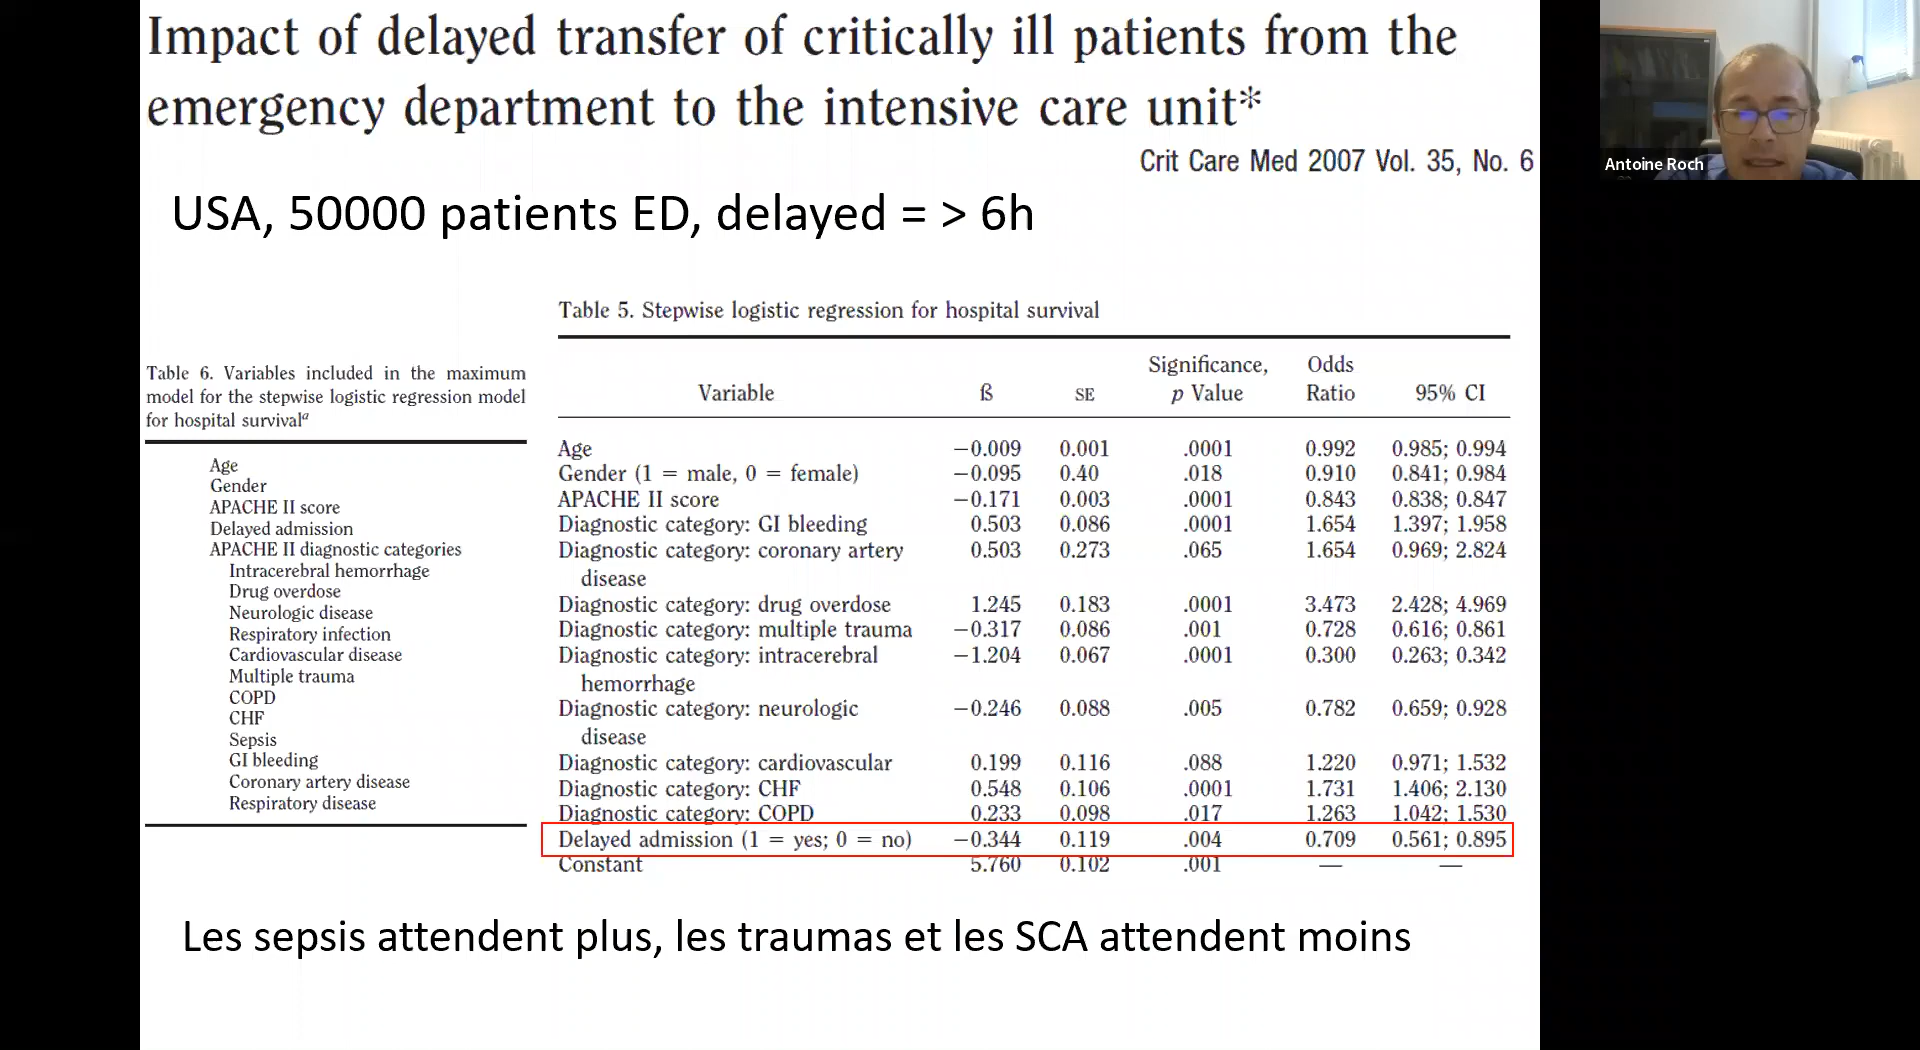 Impact of delayed transfer of critically ill patients from the
emergency department to the intensive care unit*
Crit Care Med 2007 Vol. 35, No. 6
Antoine Roch
USA, 50000 patients ED, delayed = > 6h
Table 6. Variables included in the maximum
model for the stepwise logistic regression model
for hospital survivalᵃ
Age
Gender
APACHE II score
Delayed admission
APACHE II diagnostic categories
Intracerebral hemorrhage
Drug overdose
Neurologic disease
Respiratory infection
Cardiovascular disease
Multiple trauma
COPD
CHF
Sepsis
GI bleeding
Coronary artery disease
Respiratory disease
Table 5. Stepwise logistic regression for hospital survival
Significance, Odds
Variable ß SE p Value Ratio 95% CI
Age −0.009 0.001 .0001 0.992 0.985; 0.994
Gender (1 = male, 0 = female) −0.095 0.40 .018 0.910 0.841; 0.984
APACHE II score −0.171 0.003 .0001 0.843 0.838; 0.847
Diagnostic category: GI bleeding 0.503 0.086 .0001 1.654 1.397; 1.958
Diagnostic category: coronary artery 0.503 0.273 .065 1.654 0.969; 2.824
disease
Diagnostic category: drug overdose 1.245 0.183 .0001 3.473 2.428; 4.969
Diagnostic category: multiple trauma −0.317 0.086 .001 0.728 0.616; 0.861
Diagnostic category: intracerebral −1.204 0.067 .0001 0.300 0.263; 0.342
hemorrhage
Diagnostic category: neurologic −0.246 0.088 .005 0.782 0.659; 0.928
disease
Diagnostic category: cardiovascular 0.199 0.116 .088 1.220 0.971; 1.532
Diagnostic category: CHF 0.548 0.106 .0001 1.731 1.406; 2.130
Diagnostic category: COPD 0.233 0.098 .017 1.263 1.042; 1.530
Delayed admission (1 = yes; 0 = no) −0.344 0.119 .004 0.709 0.561; 0.895
Constant 5.760 0.102 .001 — —
Les sepsis attendent plus, les traumas et les SCA attendent moins